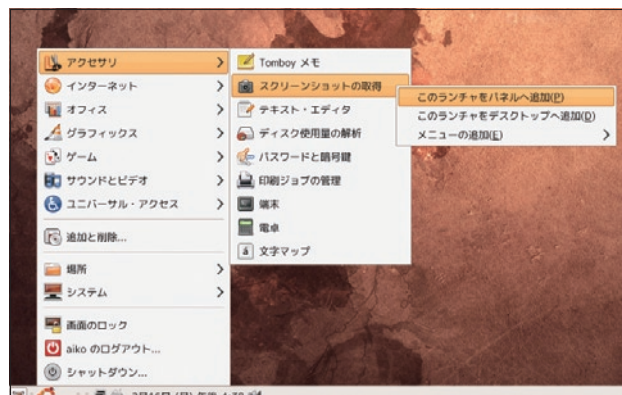 アクセサリ
インターネット
オフィス
グラフィックス
ゲーム
サウンドとビデオ
ユニバーサル・アクセス
追加と削除...
場所
システム
画面のロック
aiko のログアウト...
シャットダウン...
Tomboy メモ
スクリーンショットの取得
テキスト・エディタ
ディスク使用量の解析
パスワードと暗号鍵
印刷ジョブの管理
端末
電卓
文字マップ
このランチャをパネルへ追加(P)
このランチャをデスクトップへ追加(D)
メニューの追加(E)